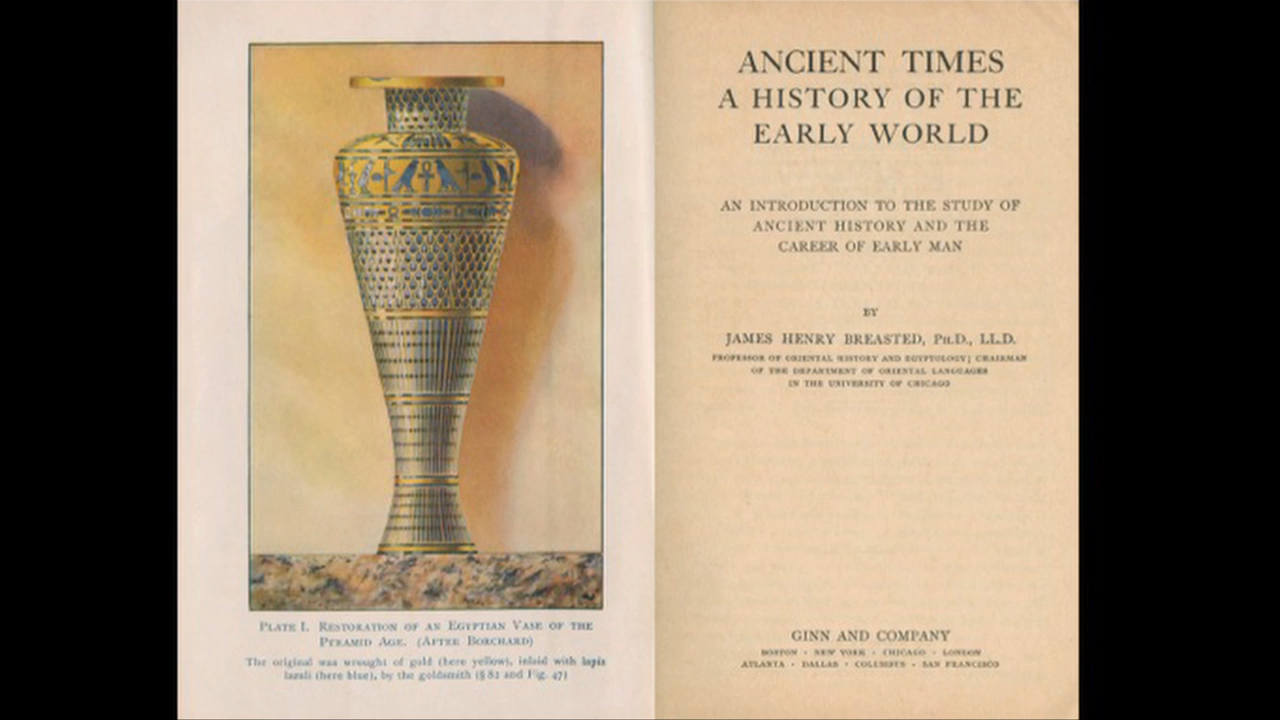 PLATE I. RESTORATION OF AN EGYPTIAN VASE OF THE
PYRAMID AGE. (AFTER BORCHARD)
The original was wrought of gold (here yellow), inlaid with lapis
lazuli (here blue), by the goldsmith (§ 82 and Fig. 47)
ANCIENT TIMES
A HISTORY OF THE
EARLY WORLD
AN INTRODUCTION TO THE STUDY OF
ANCIENT HISTORY AND THE
CAREER OF EARLY MAN
BY
JAMES HENRY BREASTED, PH.D., LL.D.
PROFESSOR OF ORIENTAL HISTORY AND EGYPTOLOGY; CHAIRMAN
OF THE DEPARTMENT OF ORIENTAL LANGUAGES
IN THE UNIVERSITY OF CHICAGO
GINN AND COMPANY
BOSTON · NEW YORK · CHICAGO · LONDON
ATLANTA · DALLAS · COLUMBUS · SAN FRANCISCO